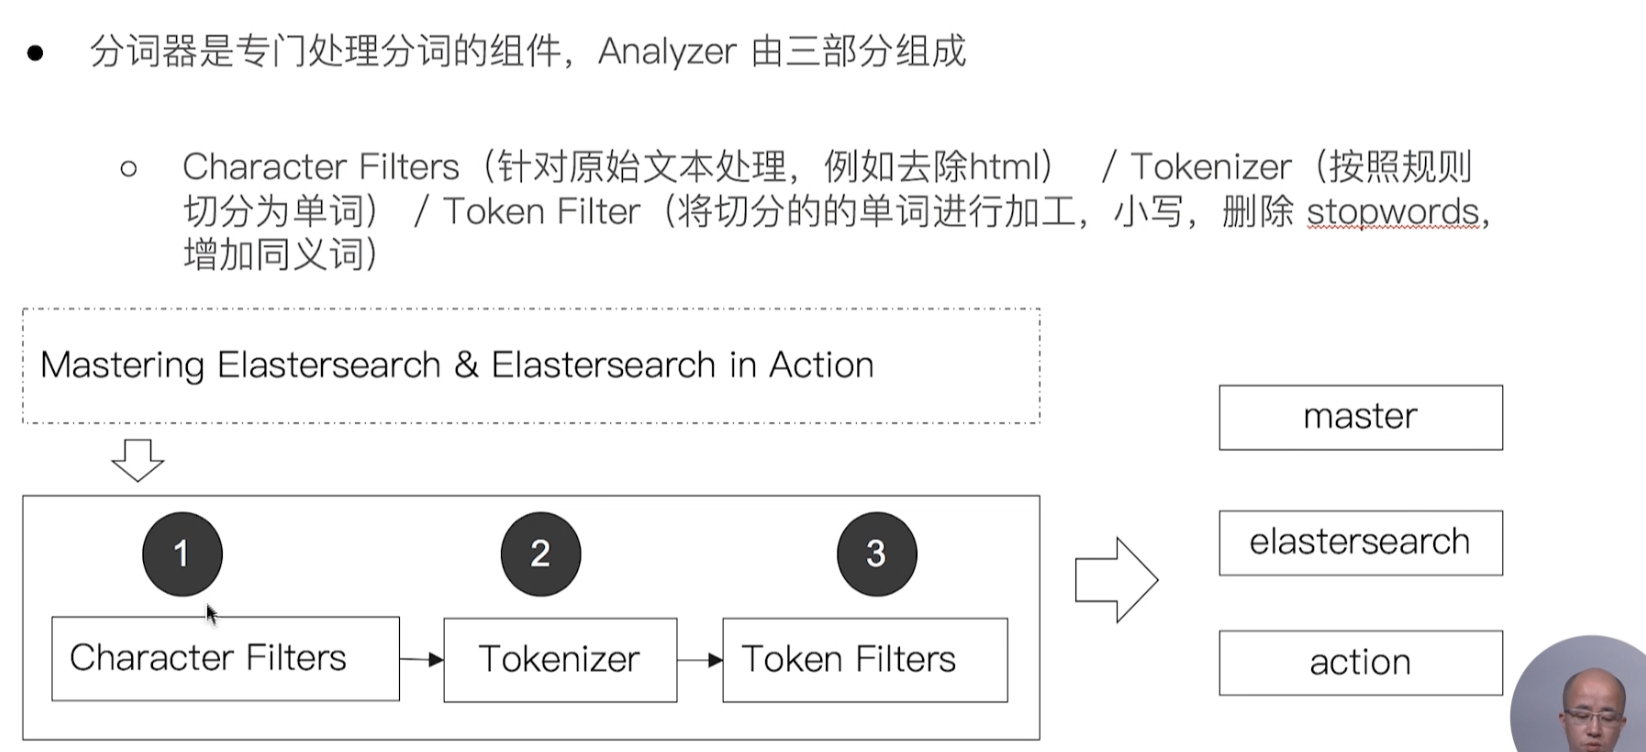 分词器是专门处理分词的组件，Analyzer 由三部分组成
Character Filters（针对原始文本处理，例如去除html） / Tokenizer（按照规则
切分为单词） / Token Filter（将切分的的单词进行加工，小写，删除 stopwords,
增加同义词）
Mastering Elastersearch & Elastersearch in Action
1
2
3
Character Filters
Tokenizer
Token Filters
master
elastersearch
action